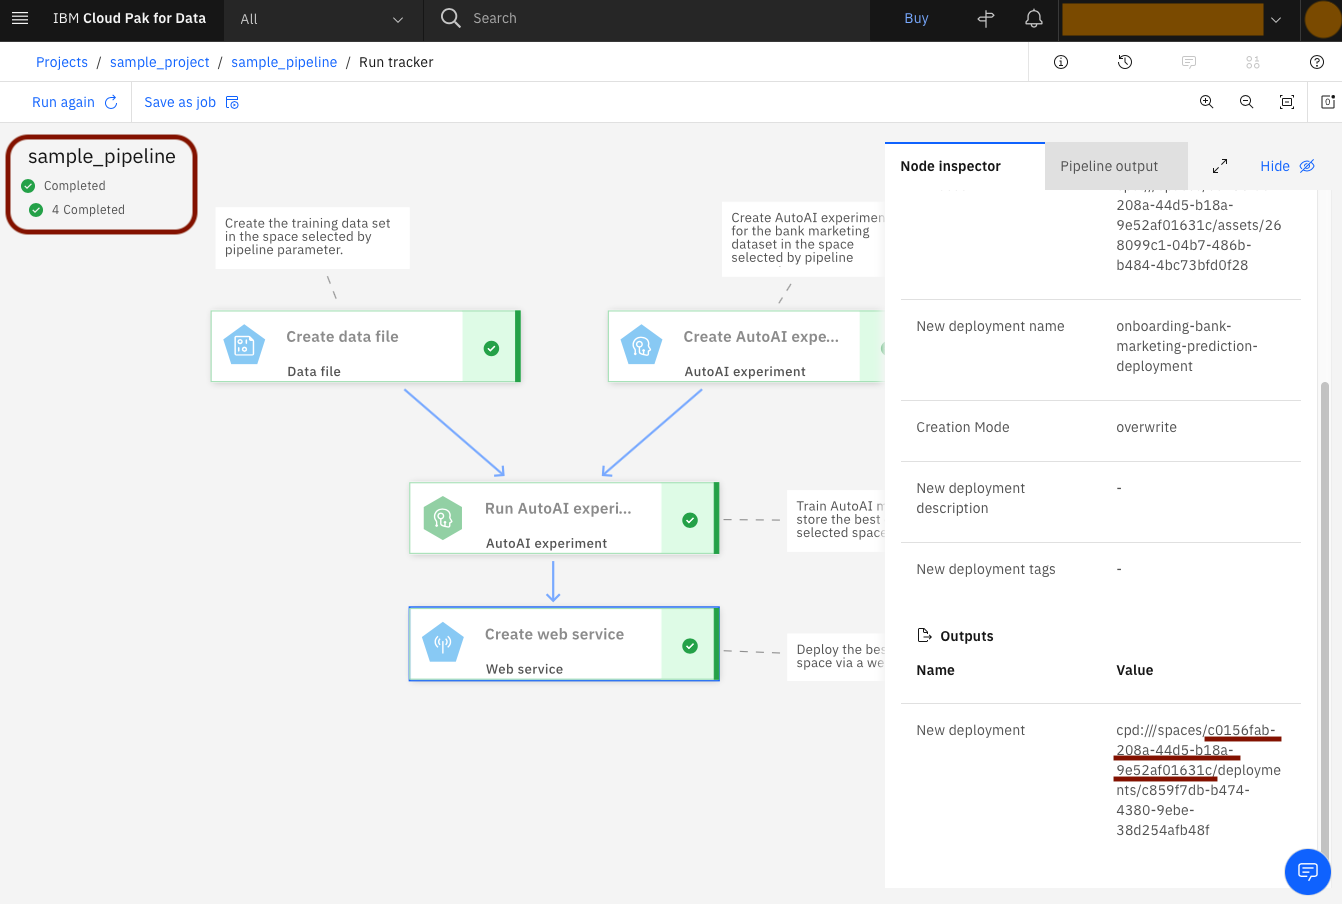 IBM Cloud Pak for Data
All
Search
Buy
Projects / sample_project / sample_pipeline / Run tracker
Run again
Save as job
sample_pipeline
Completed
4 Completed
Create the training data set
in the space selected by
pipeline parameter.
Create AutoAI experimen
for the bank marketing
dataset in the space
selected by pipeline
Create data file
Data file
Create AutoAI expe...
AutoAI experiment
Run AutoAI experi...
AutoAI experiment
Train AutoAI m
store the best
selected space
Create web service
Web service
Deploy the bes
space via a we
Node inspector
Pipeline output
Hide
208a-44d5-b18a-
9e52af01631c/assets/26
8099c1-04b7-486b-
b484-4bc73bfd0f28
New deployment name
onboarding-bank-
marketing-prediction-
deployment
Creation Mode
overwrite
New deployment
description
-
New deployment tags
-
Outputs
Name
Value
New deployment
cpd:///spaces/c0156fab-
208a-44d5-b18a-
9e52af01631c/deployme
nts/c859f7db-b474-
4380-9ebe-
38d254afb48f